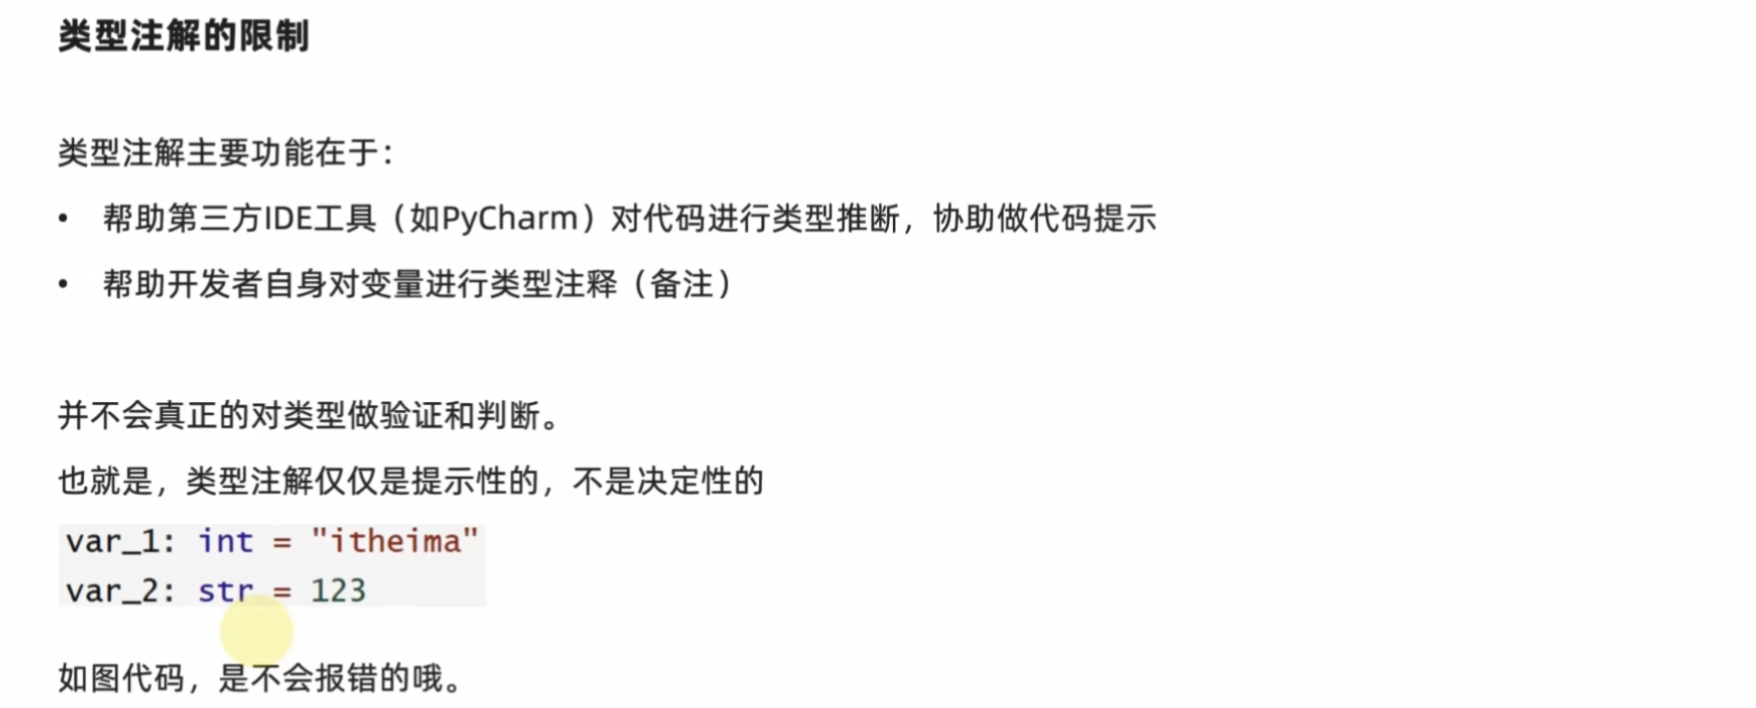 类型注解的限制
类型注解主要功能在于：
• 帮助第三方IDE工具（如PyCharm）对代码进行类型推断，协助做代码提示
• 帮助开发者自身对变量进行类型注释（备注）
并不会真正的对类型做验证和判断。
也就是，类型注解仅仅是提示性的，不是决定性的
var_1: int = "itheima"
var_2: str = 123
如图代码，是不会报错的哦。